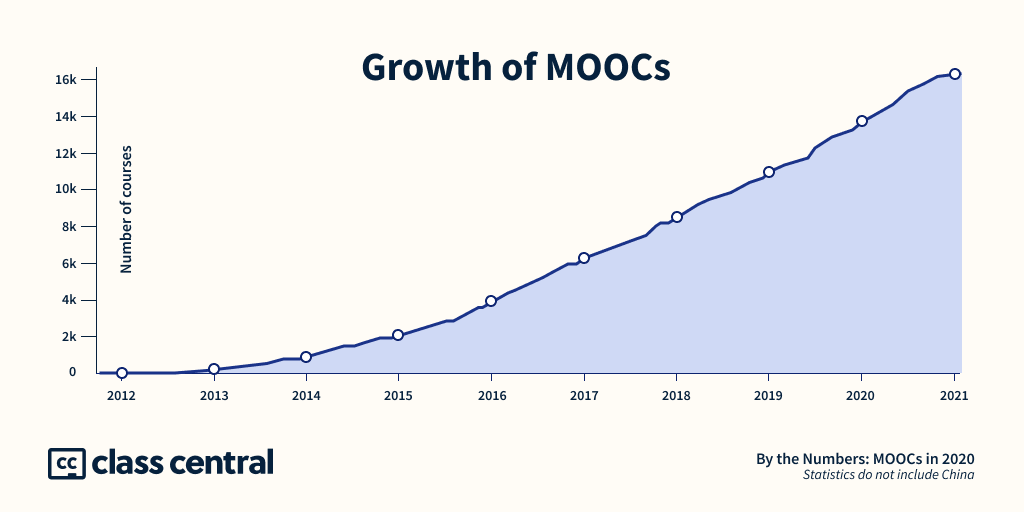 Growth of MOOCs
16k
14k
12k
10k
8k
6k
4k
2k
0
Number of courses
2012 2013 2014 2015 2016 2017 2018 2019 2020 2021
cc class central
By the Numbers: MOOCs in 2020
Statistics do not include China